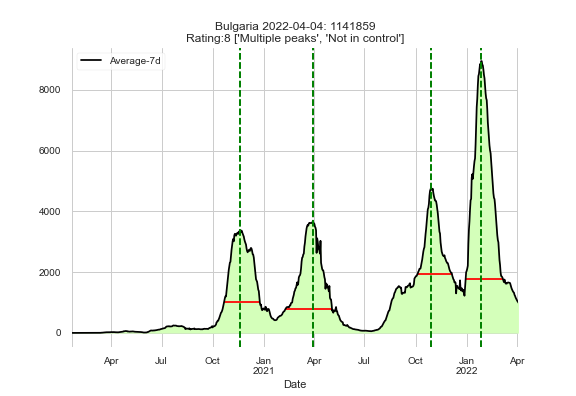 Bulgaria 2022-04-04: 1141859
Rating:8 ['Multiple peaks', 'Not in control']
Average-7d
8000
6000
4000
2000
0
Apr
Jul
Oct
Jan
2021
Apr
Jul
Oct
Jan
2022
Apr
Date